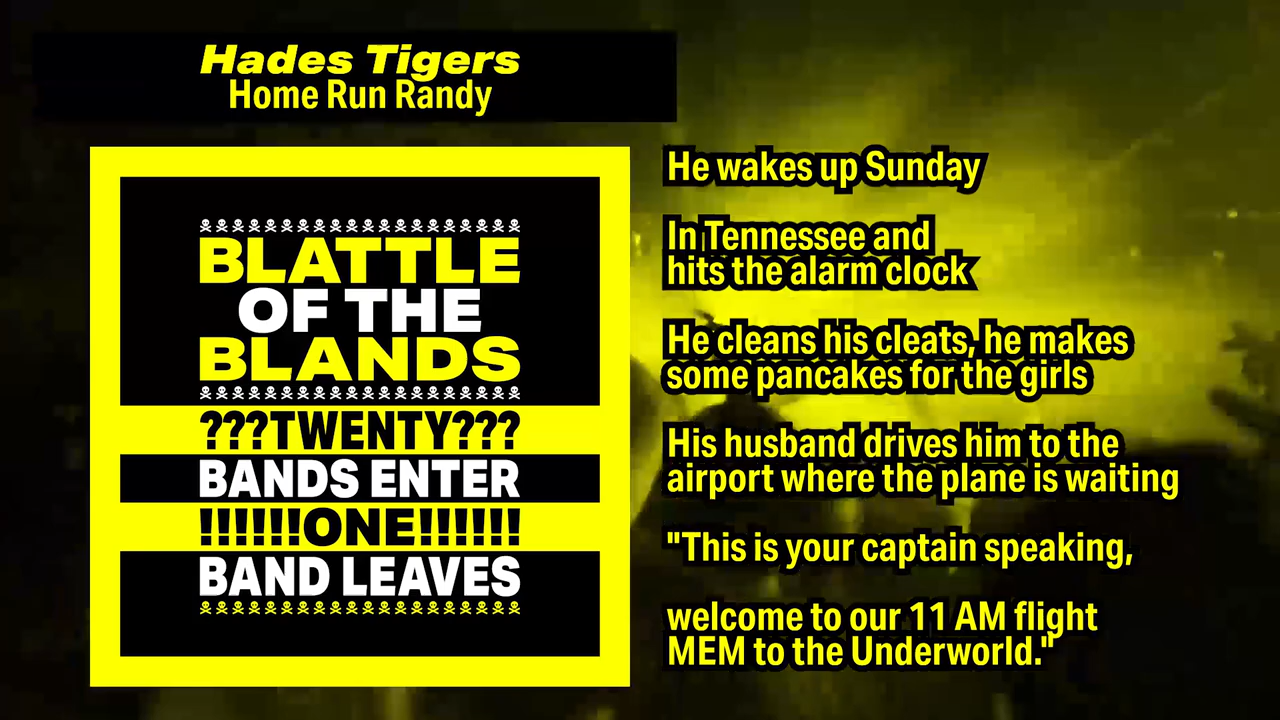 Hades Tigers
Home Run Randy
BLATTLE
OF THE
BLANDS
???TWENTY???
BANDS ENTER
!!!!!!ONE!!!!!!
BAND LEAVES
He wakes up Sunday
In Tennessee and
hits the alarm clock
He cleans his cleats, he makes
some pancakes for the girls
His husband drives him to the
airport where the plane is waiting
"This is your captain speaking,
welcome to our 11 AM flight
MEM to the Underworld."